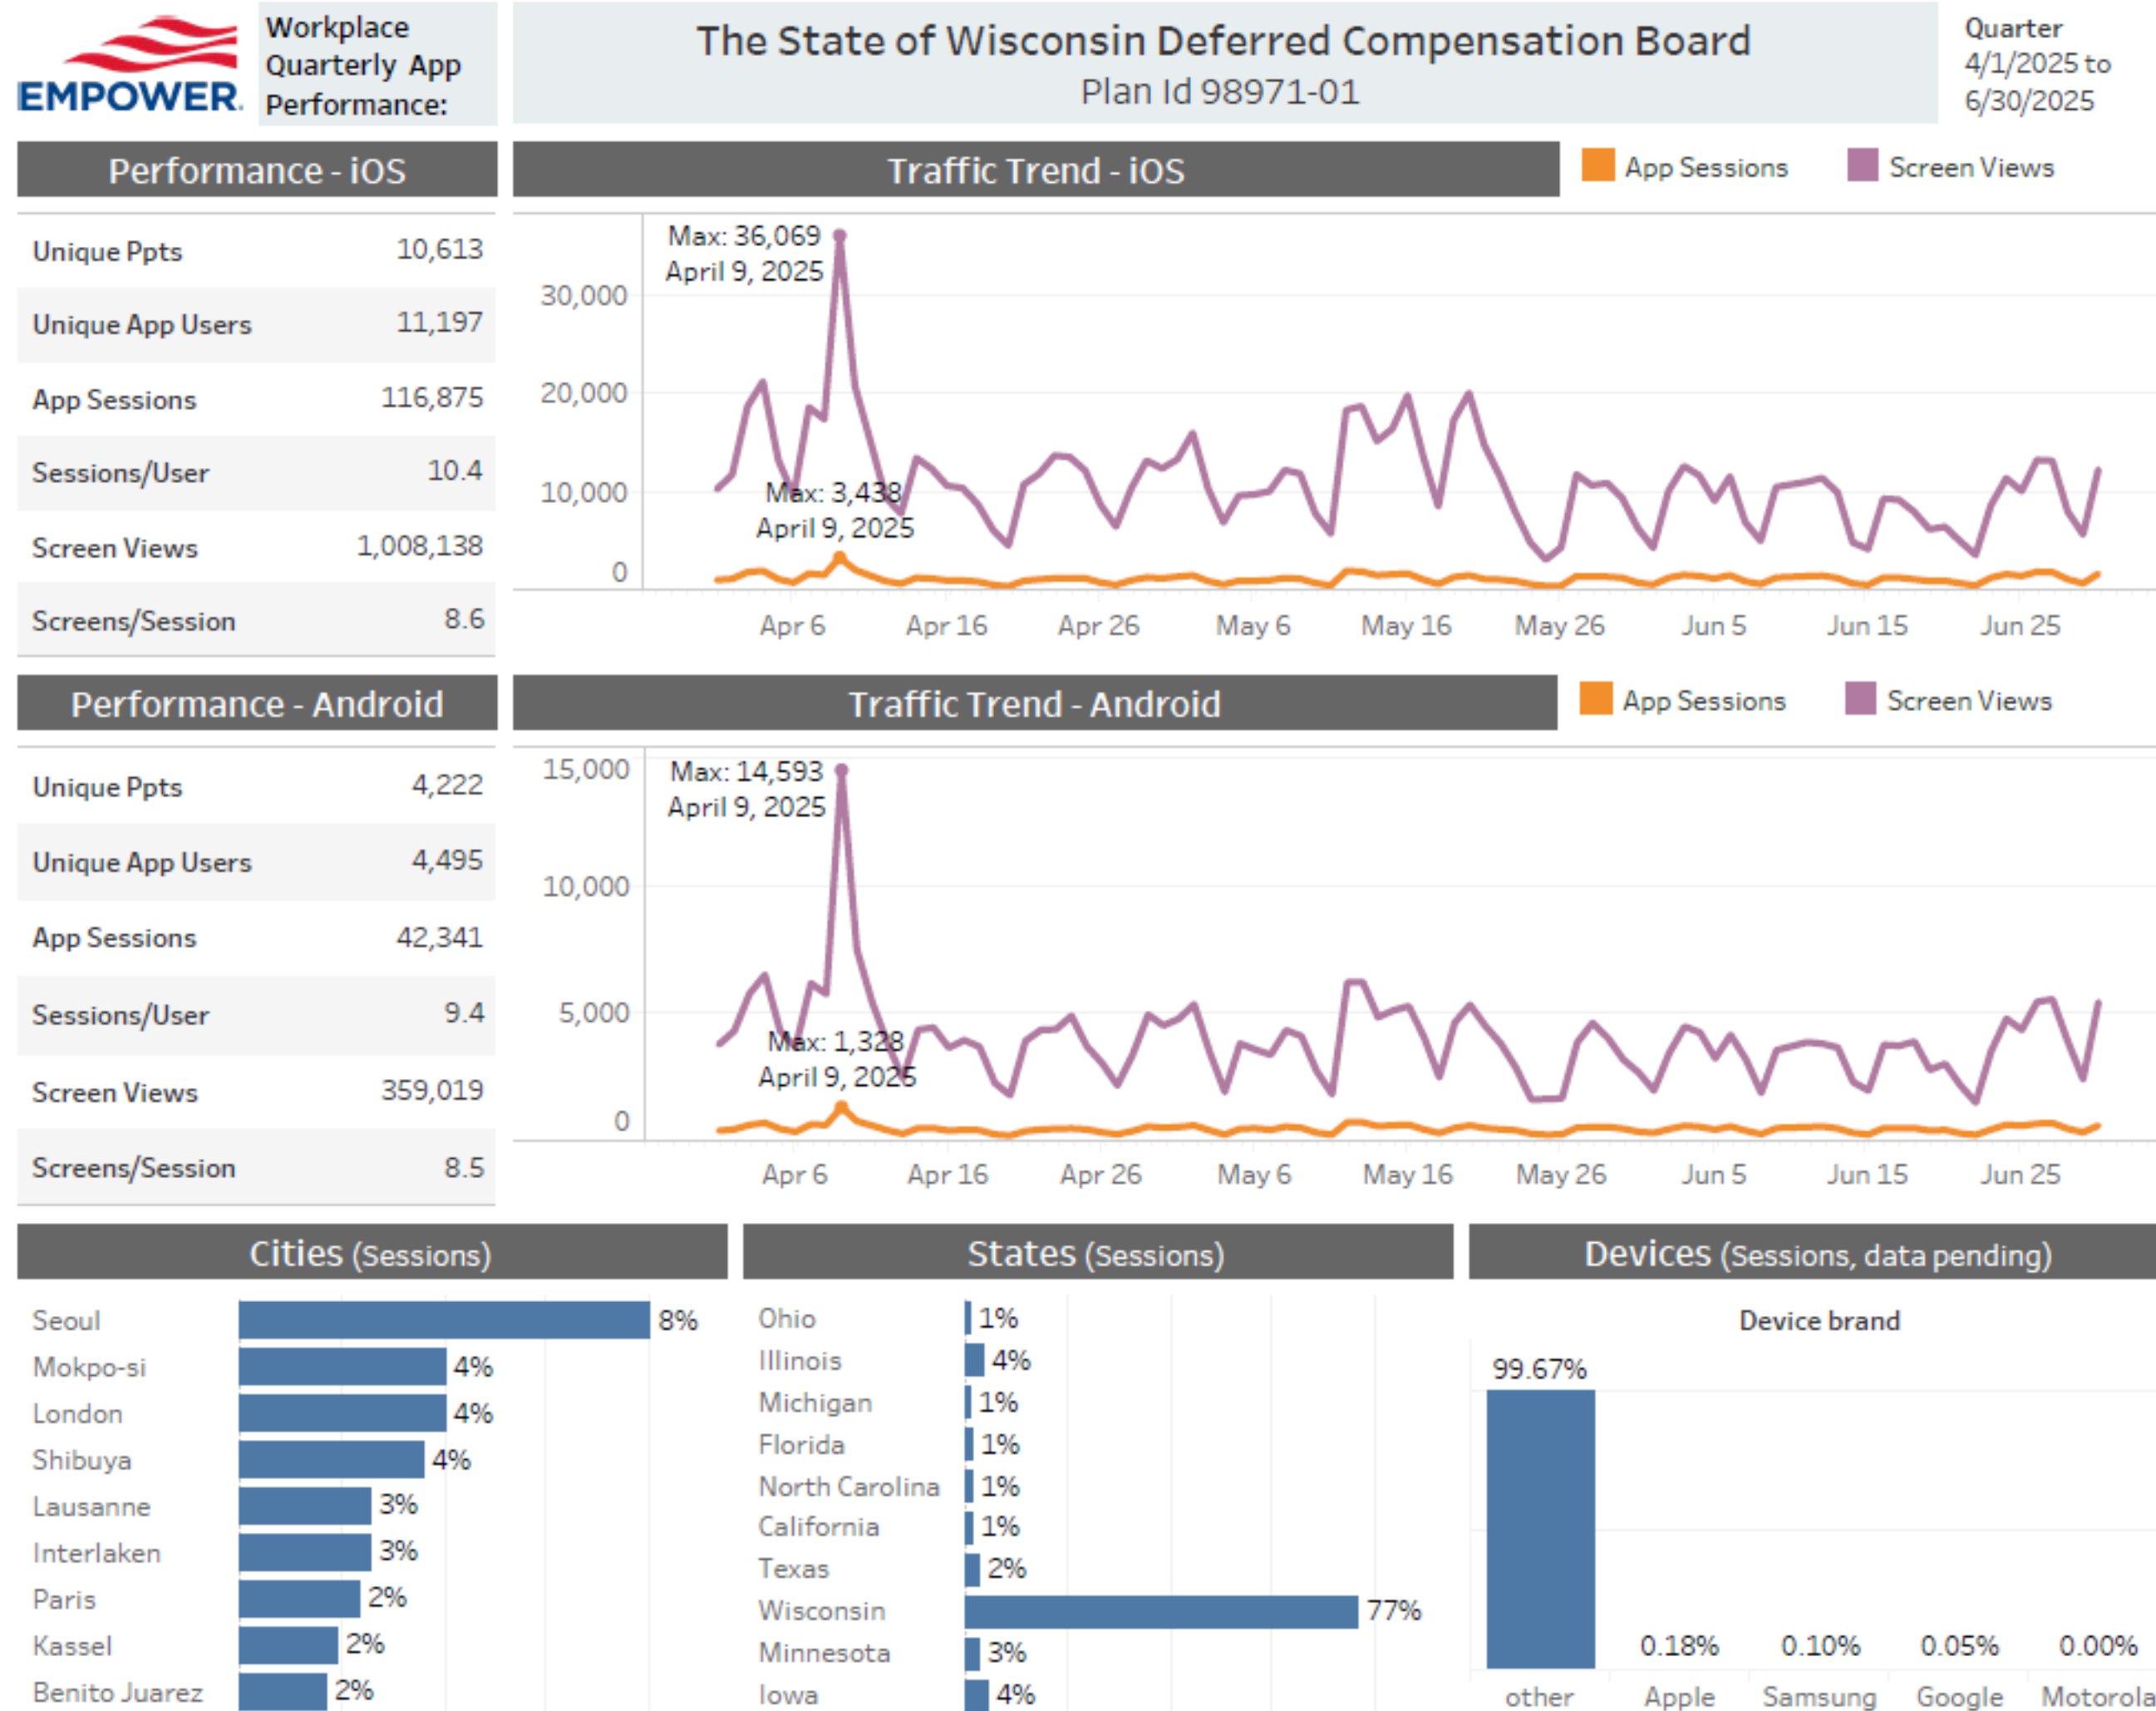 EMPOWER.
Workplace
Quarterly App
Performance:
The State of Wisconsin Deferred Compensation Board
Plan Id 98971-01
Quarter
4/1/2025 to
6/30/2025
Performance - iOS
Unique Ppts 10,613
Unique App Users 11,197
App Sessions 116,875
Sessions/User 10.4
Screen Views 1,008,138
Screens/Session 8.6
Traffic Trend - iOS
App Sessions Screen Views
Max: 36,069
April 9, 2025
30,000
20,000
10,000
Max: 3,438
April 9, 2025
0
Apr 6 Apr 16 Apr 26 May 6 May 16 May 26 Jun 5 Jun 15 Jun 25
Performance - Android
Unique Ppts 4,222
Unique App Users 4,495
App Sessions 42,341
Sessions/User 9.4
Screen Views 359,019
Screens/Session 8.5
Traffic Trend - Android
App Sessions Screen Views
15,000
Max: 14,593
April 9, 2025
10,000
5,000
Max: 1,328
April 9, 2025
0
Apr 6 Apr 16 Apr 26 May 6 May 16 May 26 Jun 5 Jun 15 Jun 25
Cities (Sessions)
Seoul 8%
Mokpo-si 4%
London 4%
Shibuya 4%
Lausanne 3%
Interlaken 3%
Paris 2%
Kassel 2%
Benito Juarez 2%
States (Sessions)
Ohio 1%
Illinois 4%
Michigan 1%
Florida 1%
North Carolina 1%
California 1%
Texas 2%
Wisconsin 77%
Minnesota 3%
Iowa 4%
Devices (Sessions, data pending)
Device brand
99.67% 0.18% 0.10% 0.05% 0.00%
other Apple Samsung Google Motorola